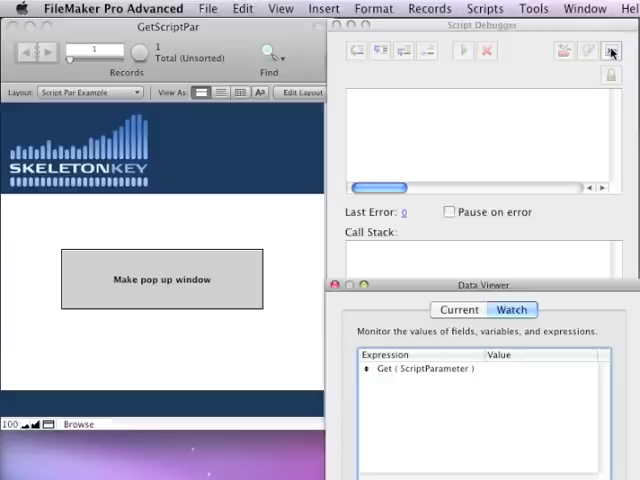 FileMaker Pro Advanced File Edit View Insert Format Records Scripts Tools Window Hel
GetScriptPar
1
1
Total (Unsorted)
Records
Find
Layout: Script Par Example View As: Aa Edit Layout
SKELETONKEY
Make pop up window
100 Browse
Script Debugger
Last Error: 0 Pause on error
Call Stack:
Data Viewer
Current Watch
Monitor the values of fields, variables, and expressions.
Expression Value
Get ( ScriptParameter )